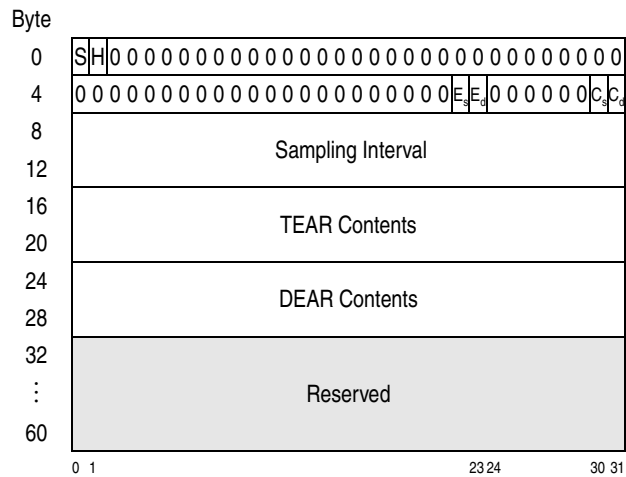 Byte
0 S H 0 0 0 0 0 0 0 0 0 0 0 0 0 0 0 0 0 0 0 0 0 0 0 0 0 0 0 0 0 0
4 0 0 0 0 0 0 0 0 0 0 0 0 0 0 0 0 0 0 0 0 0 0 Es Ed 0 0 0 0 0 0 Cs Cd
8
Sampling Interval
12
16
TEAR Contents
20
24
DEAR Contents
28
32
⋮ Reserved
60
0 1 23 24 30 31